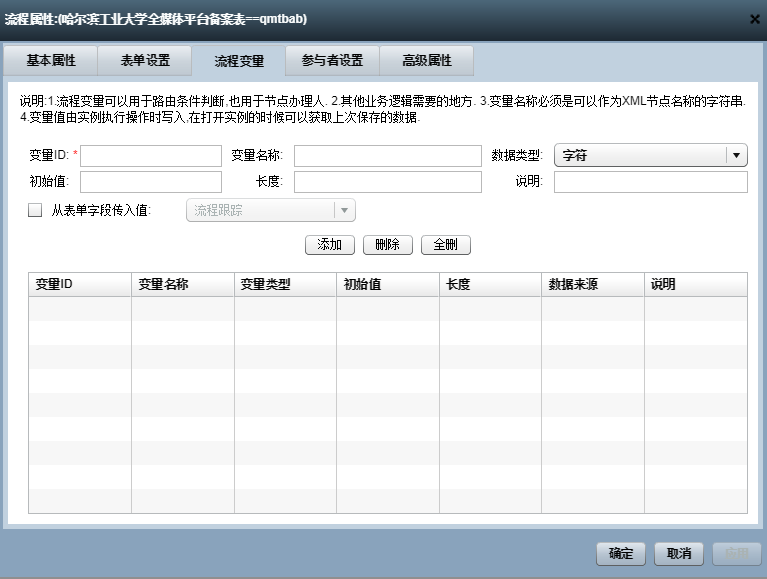 流程属性:(哈尔滨工业大学全媒体平台备案表==qmtbab)
基本属性 表单设置 流程变量 参与者设置 高级属性
说明:1.流程变量可以用于路由条件判断,也用于节点办理人. 2.其他业务逻辑需要的地方. 3.变量名称必须是可以作为XML节点名称的字符串.
4.变量值由实例执行操作时写入,在打开实例的时候可以获取上次保存的数据.
变量ID: * 变量名称: 数据类型: 字符
初始值: 长度: 说明:
从表单字段传入值: 流程跟踪
添加 删除 全删
变量ID 变量名称 变量类型 初始值 长度 数据来源 说明
确定 取消 应用